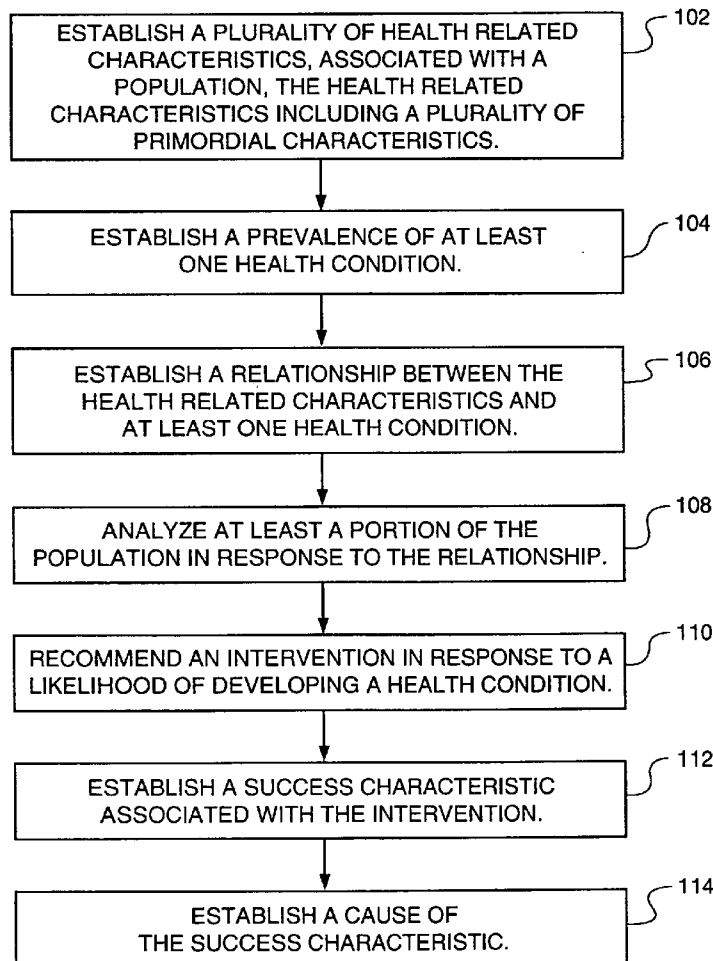 ESTABLISH A PLURALITY OF HEALTH RELATED
CHARACTERISTICS, ASSOCIATED WITH A
POPULATION, THE HEALTH RELATED
CHARACTERISTICS INCLUDING A PLURALITY OF
PRIMORDIAL CHARACTERISTICS.
102
ESTABLISH A PREVALENCE OF AT LEAST
ONE HEALTH CONDITION.
104
ESTABLISH A RELATIONSHIP BETWEEN THE
HEALTH RELATED CHARACTERISTICS AND
AT LEAST ONE HEALTH CONDITION.
106
ANALYZE AT LEAST A PORTION OF THE
POPULATION IN RESPONSE TO THE RELATIONSHIP.
108
RECOMMEND AN INTERVENTION IN RESPONSE TO A
LIKELIHOOD OF DEVELOPING A HEALTH CONDITION.
110
ESTABLISH A SUCCESS CHARACTERISTIC
ASSOCIATED WITH THE INTERVENTION.
112
ESTABLISH A CAUSE OF
THE SUCCESS CHARACTERISTIC.
114